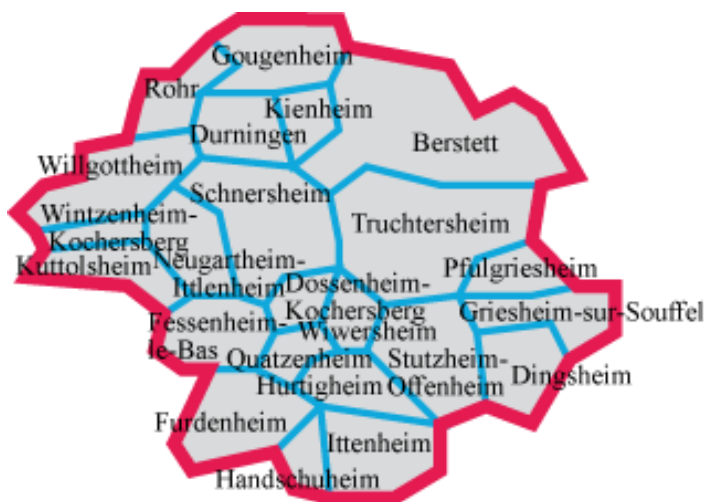 Gougenheim
Rohr
Kienheim
Durningen
Berstett
Willgottheim
Schnersheim
Wintzenheim-
Kochersberg
Truchtersheim
Kuttolsheim
Neugartheim-
Ittlenheim
Pfulgriesheim
Dossenheim-
Kochersberg
Griesheim-sur-Souffel
Fessenheim-
le-Bas
Wiwersheim
Quatzenheim
Stutzheim-
Offenheim
Dingsheim
Hurtigheim
Furdenheim
Ittenheim
Handschuheim